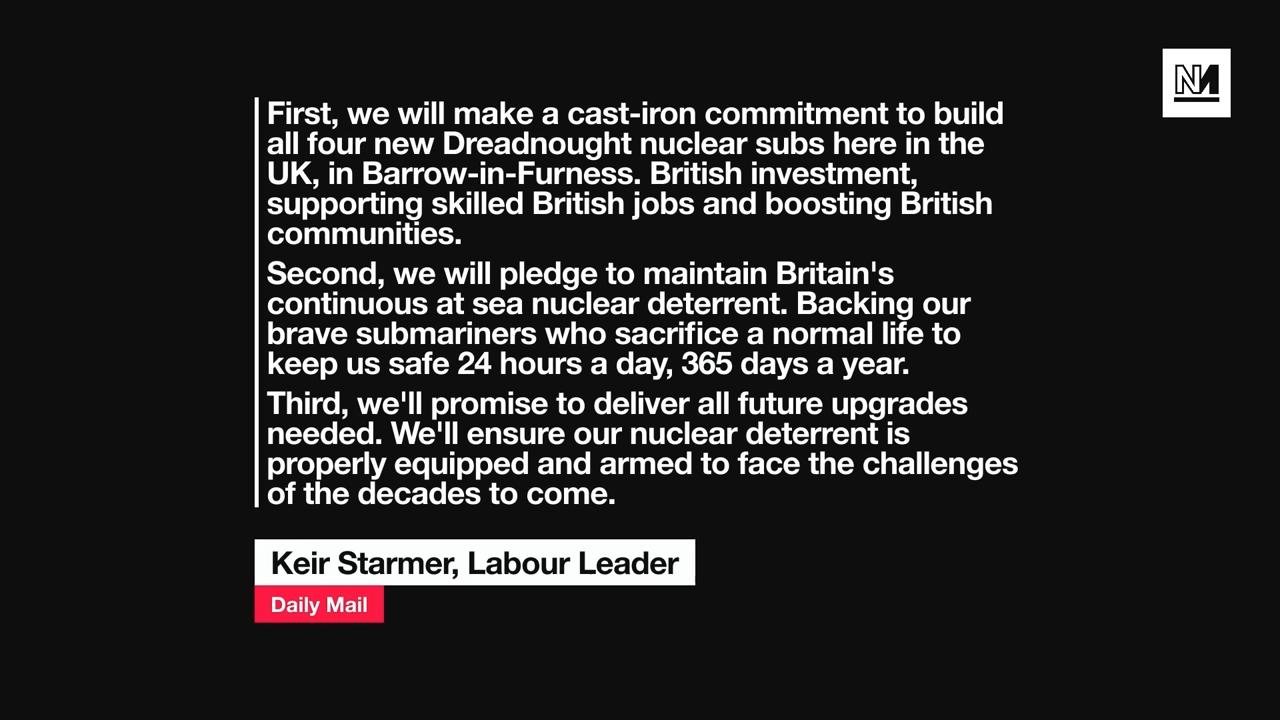 NM
First, we will make a cast-iron commitment to build
all four new Dreadnought nuclear subs here in the
UK, in Barrow-in-Furness. British investment,
supporting skilled British jobs and boosting British
communities.
Second, we will pledge to maintain Britain's
continuous at sea nuclear deterrent. Backing our
brave submariners who sacrifice a normal life to
keep us safe 24 hours a day, 365 days a year.
Third, we'll promise to deliver all future upgrades
needed. We'll ensure our nuclear deterrent is
properly equipped and armed to face the challenges
of the decades to come.
Keir Starmer, Labour Leader
Daily Mail